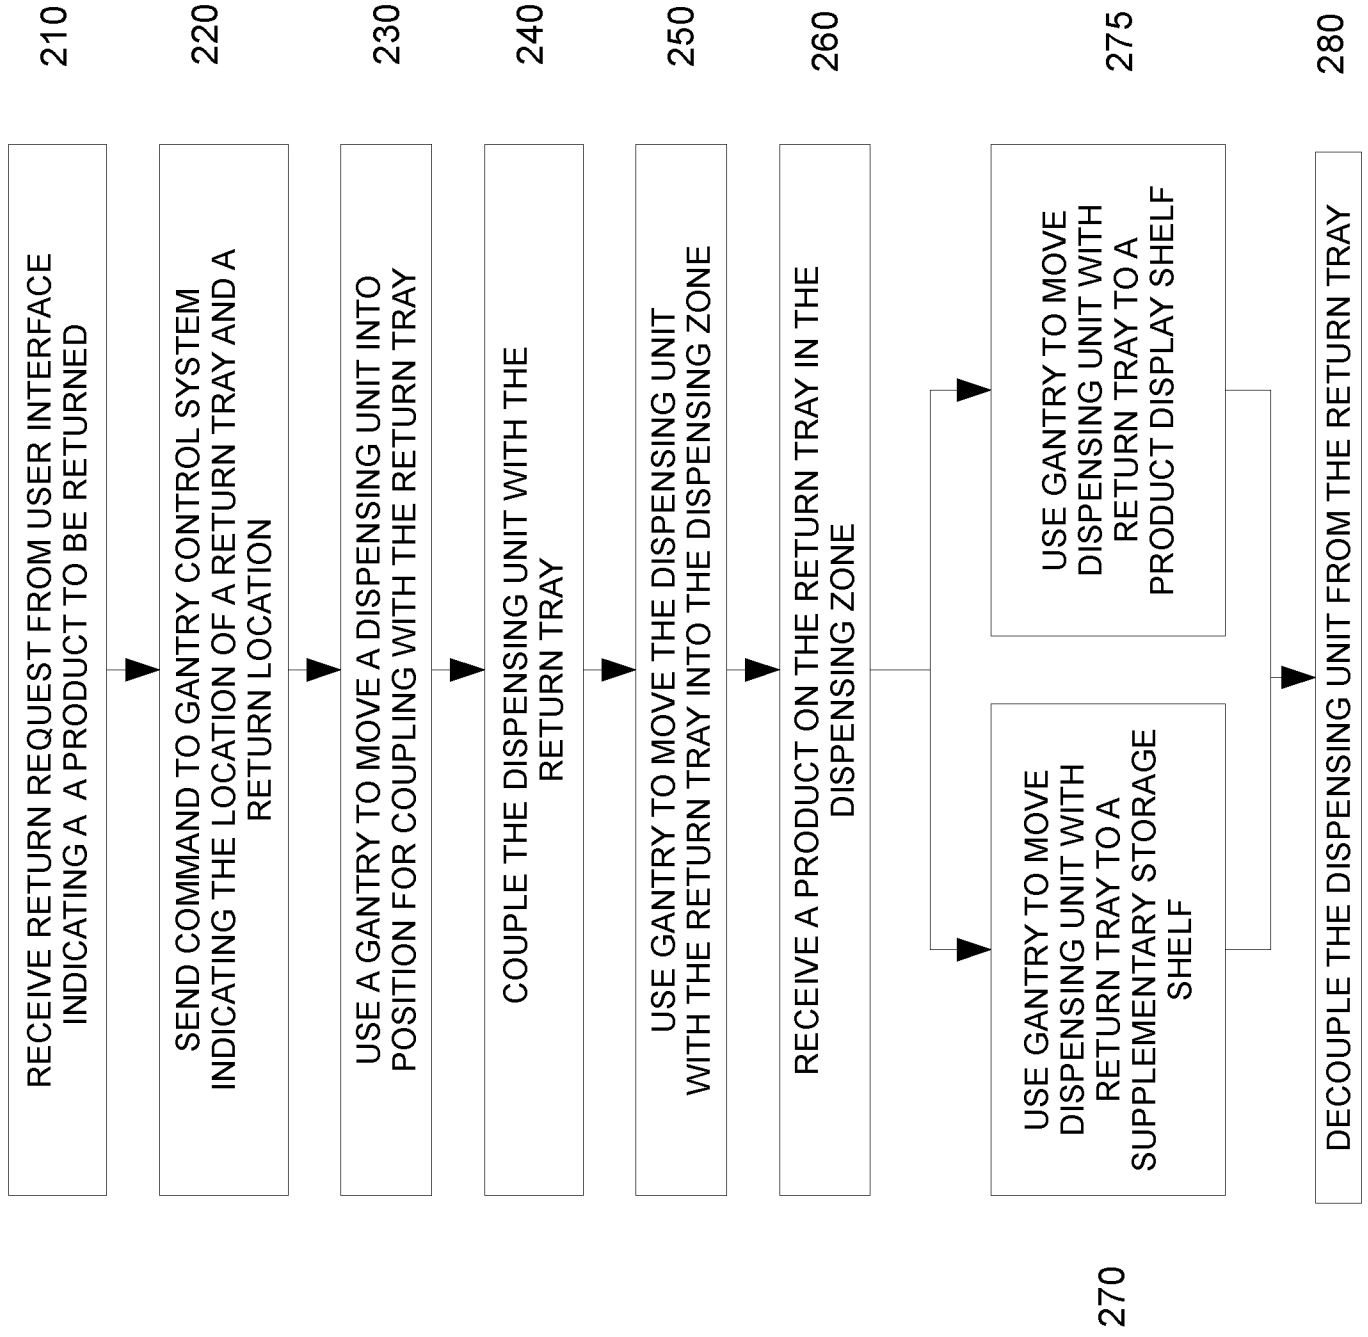 RECEIVE RETURN REQUEST FROM USER INTERFACE
INDICATING A A PRODUCT TO BE RETURNED
210
SEND COMMAND TO GANTRY CONTROL SYSTEM
INDICATING THE LOCATION OF A RETURN TRAY AND A
RETURN LOCATION
220
USE A GANTRY TO MOVE A DISPENSING UNIT INTO
POSITION FOR COUPLING WITH THE RETURN TRAY
230
COUPLE THE DISPENSING UNIT WITH THE
RETURN TRAY
240
USE GANTRY TO MOVE THE DISPENSING UNIT
WITH THE RETURN TRAY INTO THE DISPENSING ZONE
250
RECEIVE A PRODUCT ON THE RETURN TRAY IN THE
DISPENSING ZONE
260
270
USE GANTRY TO MOVE
DISPENSING UNIT WITH
RETURN TRAY TO A
SUPPLEMENTARY STORAGE
SHELF
USE GANTRY TO MOVE
DISPENSING UNIT WITH
RETURN TRAY TO A
PRODUCT DISPLAY SHELF
275
DECOUPLE THE DISPENSING UNIT FROM THE RETURN TRAY
280